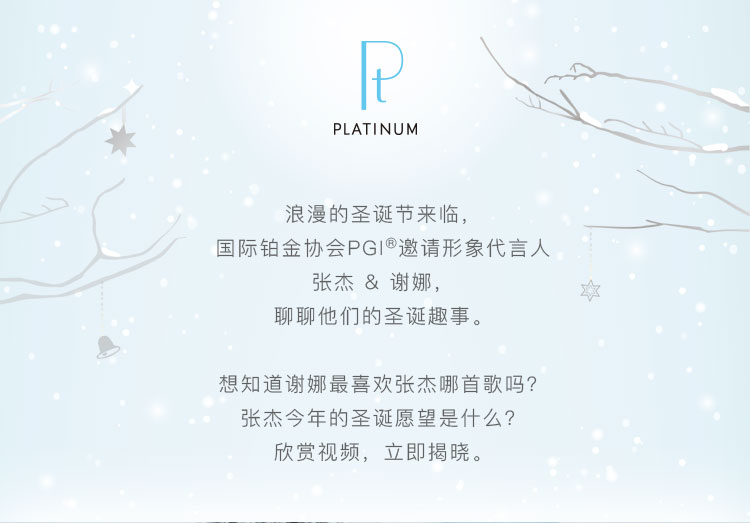 Pt
PLATINUM
浪漫的圣诞节来临，
国际铂金协会PGI®邀请形象代言人
张杰 & 谢娜，
聊聊他们的圣诞趣事。
想知道谢娜最喜欢张杰哪首歌吗？
张杰今年的圣诞愿望是什么？
欣赏视频，立即揭晓。